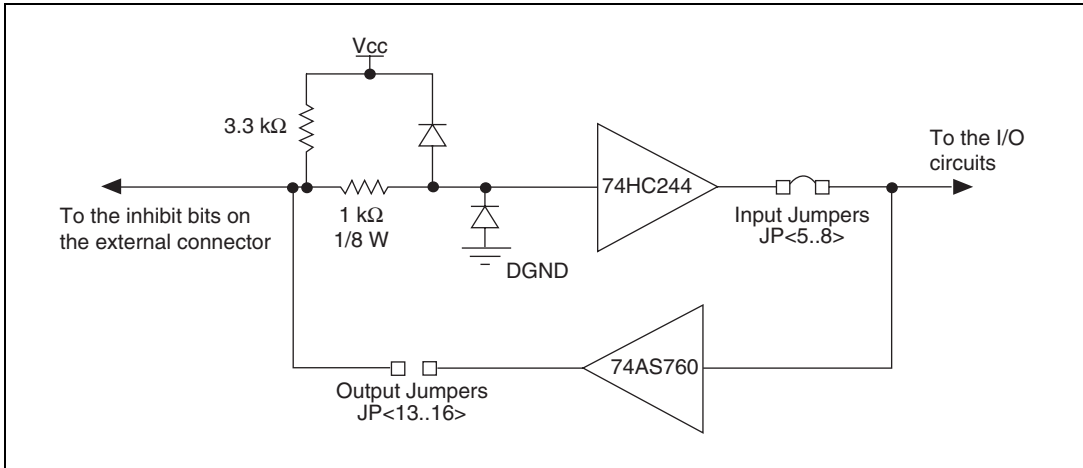 Vcc
3.3 kΩ
74HC244
To the I/O
circuits
To the inhibit bits on
the external connector
1 kΩ
1/8 W
DGND
Input Jumpers
JP<5..8>
74AS760
Output Jumpers
JP<13..16>